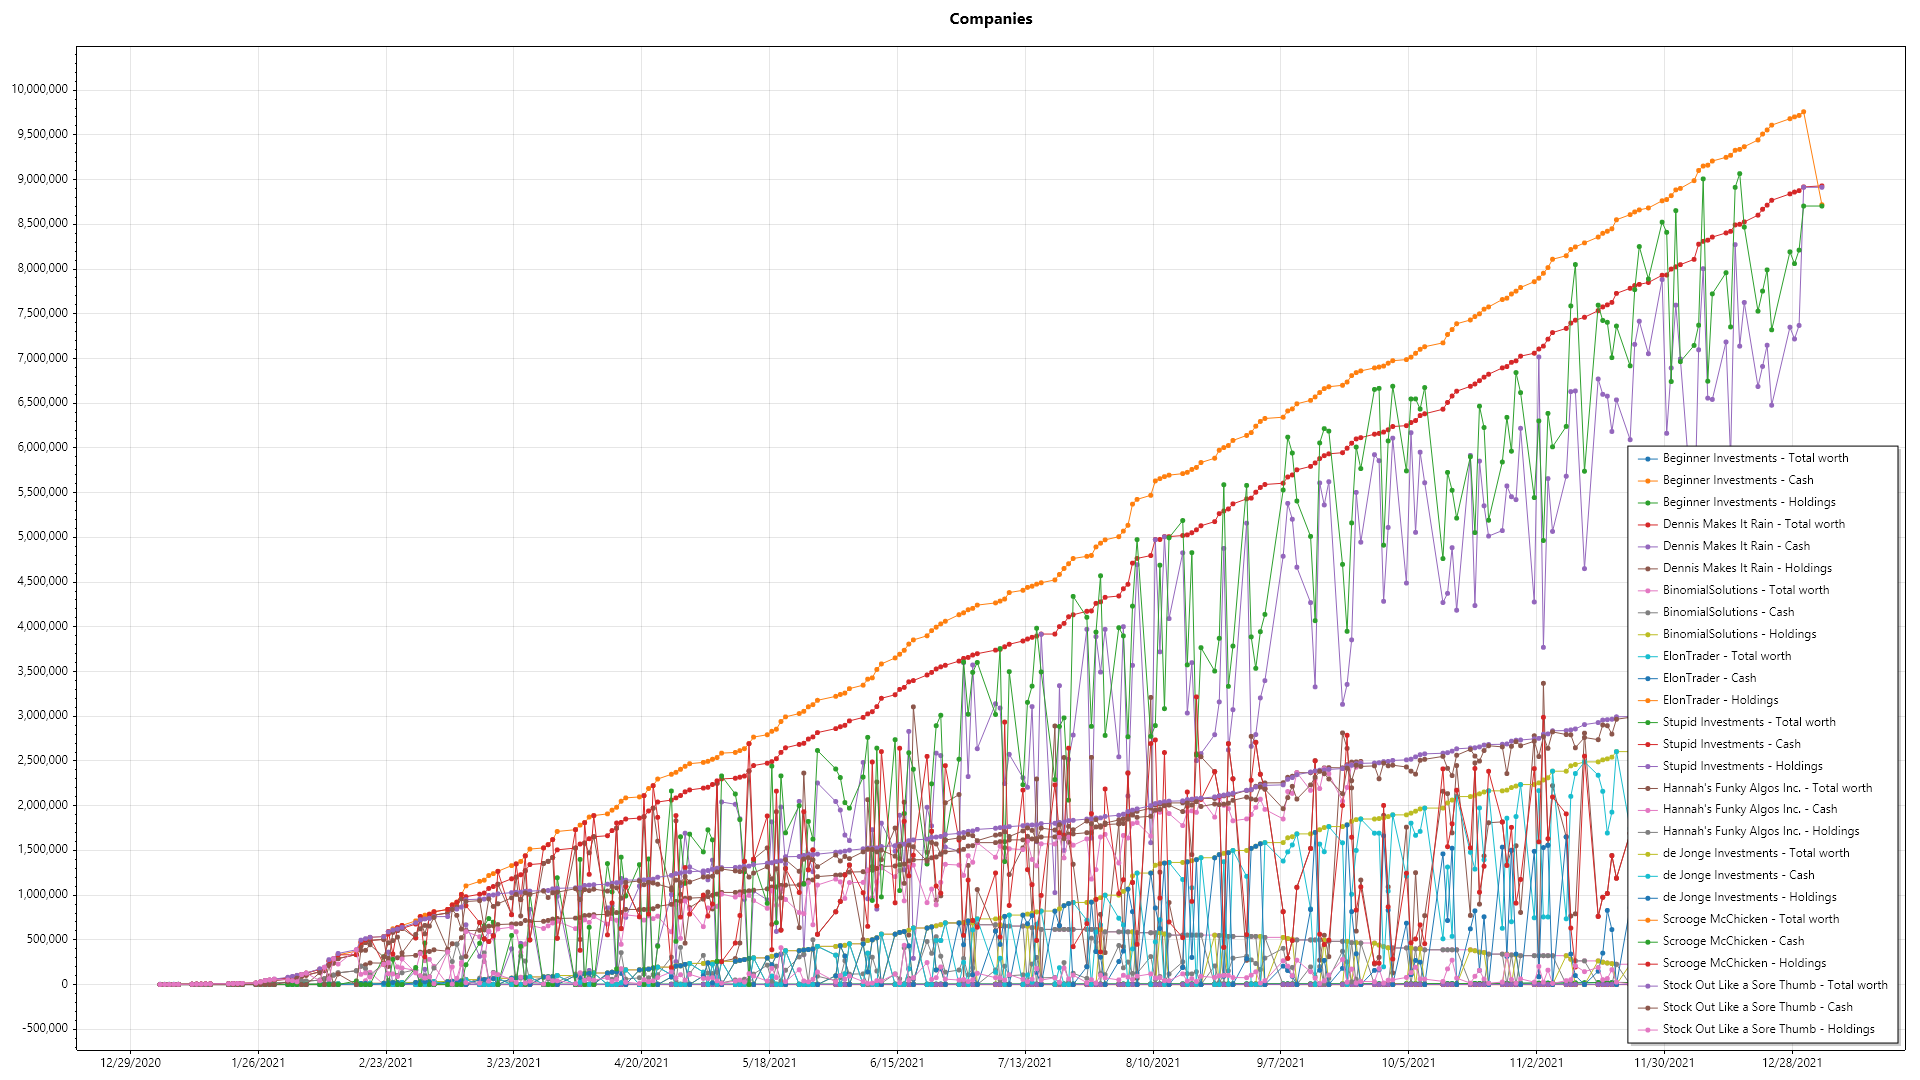 Companies
10,000,000
9,500,000
9,000,000
8,500,000
8,000,000
7,500,000
7,000,000
6,500,000
6,000,000
5,500,000
5,000,000
4,500,000
4,000,000
3,500,000
3,000,000
2,500,000
2,000,000
1,500,000
1,000,000
500,000
0
-500,000
12/29/2020 1/26/2021 2/23/2021 3/23/2021 4/20/2021 5/18/2021 6/15/2021 7/13/2021 8/10/2021 9/7/2021 10/5/2021 11/2/2021 11/30/2021 12/28/2021
Beginner Investments - Total worth
Beginner Investments - Cash
Beginner Investments - Holdings
Dennis Makes It Rain - Total worth
Dennis Makes It Rain - Cash
Dennis Makes It Rain - Holdings
BinomialSolutions - Total worth
BinomialSolutions - Cash
BinomialSolutions - Holdings
ElonTrader - Total worth
ElonTrader - Cash
ElonTrader - Holdings
Stupid Investments - Total worth
Stupid Investments - Cash
Stupid Investments - Holdings
Hannah's Funky Algos Inc. - Total worth
Hannah's Funky Algos Inc. - Cash
Hannah's Funky Algos Inc. - Holdings
de Jonge Investments - Total worth
de Jonge Investments - Cash
de Jonge Investments - Holdings
Scrooge McChicken - Total worth
Scrooge McChicken - Cash
Scrooge McChicken - Holdings
Stock Out Like a Sore Thumb - Total worth
Stock Out Like a Sore Thumb - Cash
Stock Out Like a Sore Thumb - Holdings